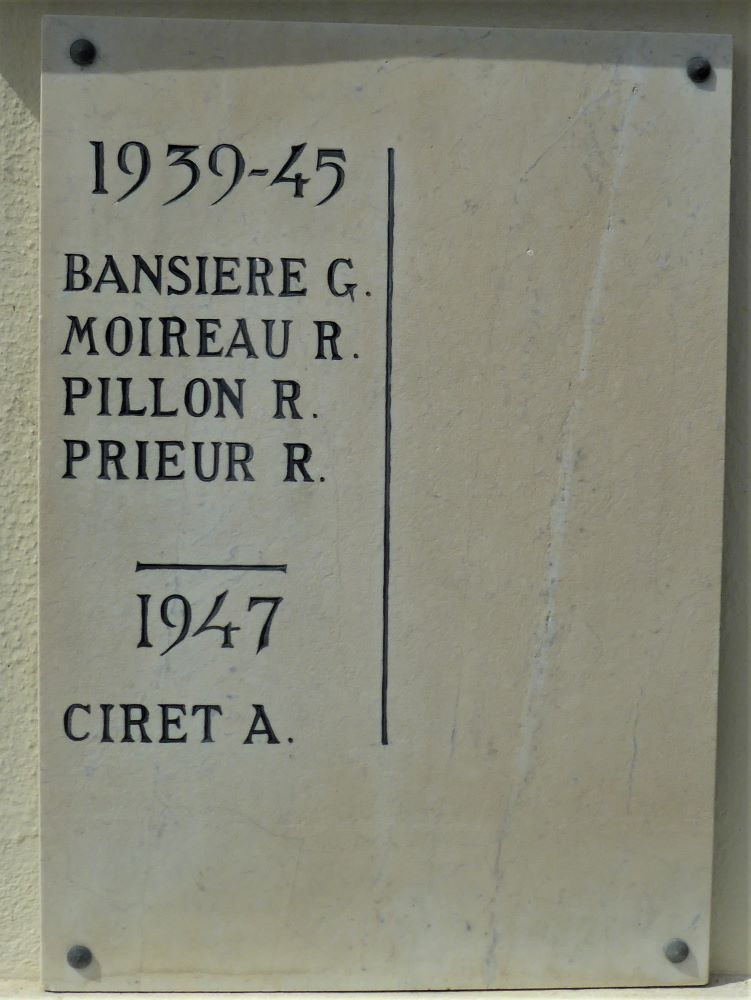 1939-45
BANSIERE G.
MOIREAU R.
PILLON R.
PRIEUR R.
1947
CIRET A.